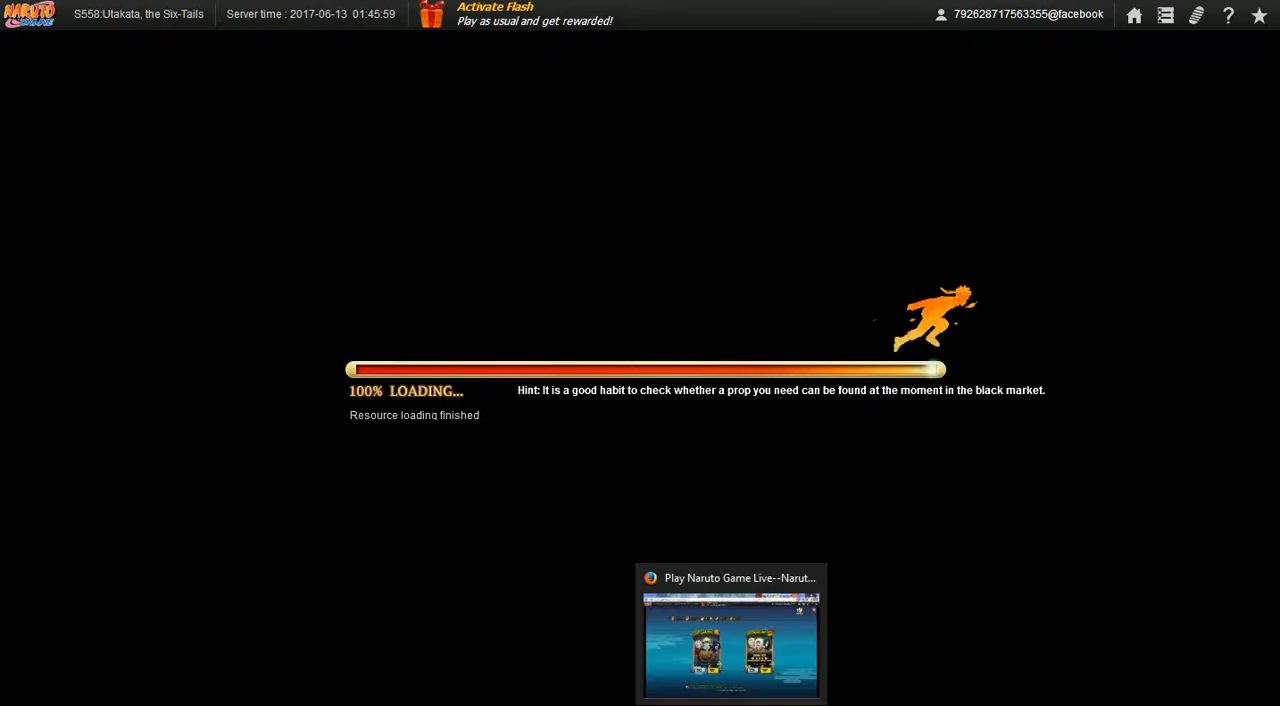 NARUTO
ONLINE
S558:Utakata, the Six-Tails
Server time : 2017-06-13 01:45:59
Activate Flash
Play as usual and get rewarded!
792628717563355@facebook
?
100% LOADING...
Hint: It is a good habit to check whether a prop you need can be found at the moment in the black market.
Resource loading finished
Play Naruto Game Live--Narut...